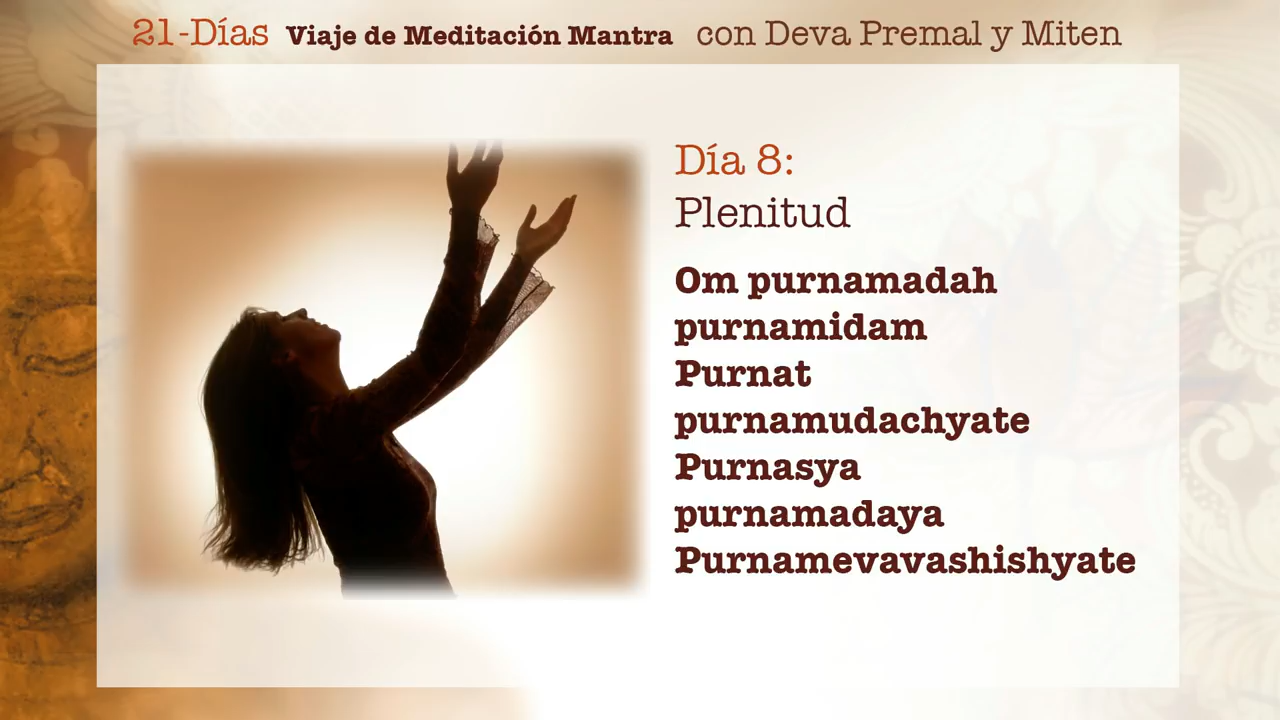 21-Días Viaje de Meditación Mantra con Deva Premal y Miten
Día 8:
Plenitud
Om purnamadah
purnamidam
Purnat
purnamudachyate
Purnasya
purnamadaya
Purnamevavashishyate